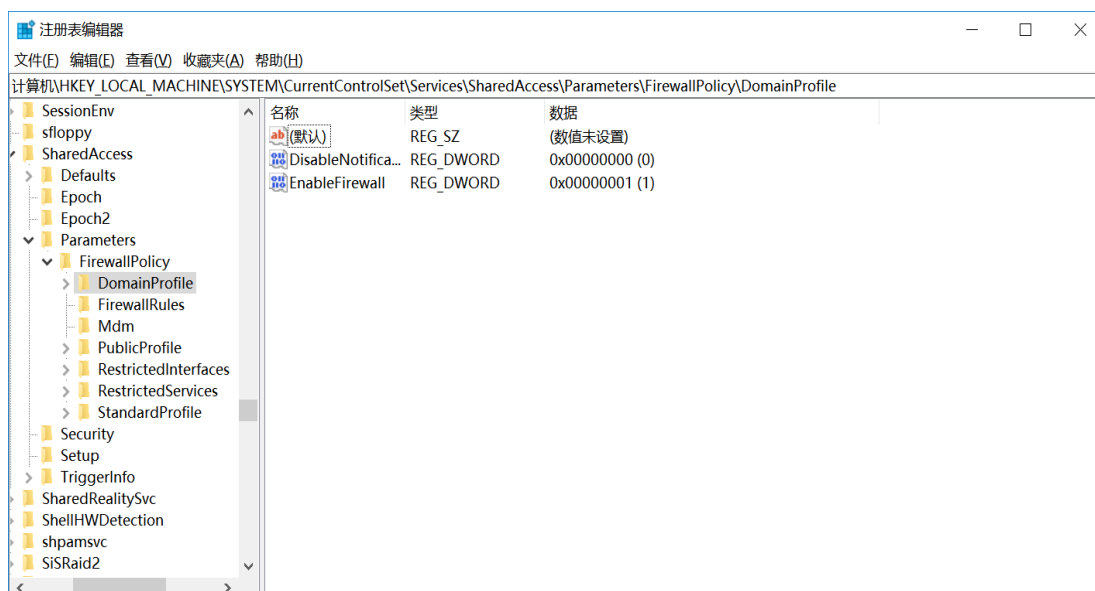 注册表编辑器
文件(F) 编辑(E) 查看(V) 收藏夹(A) 帮助(H)
计算机\HKEY_LOCAL_MACHINE\SYSTEM\CurrentControlSet\Services\SharedAccess\Parameters\FirewallPolicy\DomainProfile
SessionEnv
sfloppy
SharedAccess
Defaults
Epoch
Epoch2
Parameters
FirewallPolicy
DomainProfile
FirewallRules
Mdm
PublicProfile
RestrictedInterfaces
RestrictedServices
StandardProfile
Security
Setup
TriggerInfo
SharedRealitySvc
ShellHWDetection
shpamsvc
SiSRaid2
名称 类型 数据
(默认) REG_SZ (数值未设置)
DisableNotifica... REG_DWORD 0x00000000 (0)
EnableFirewall REG_DWORD 0x00000001 (1)